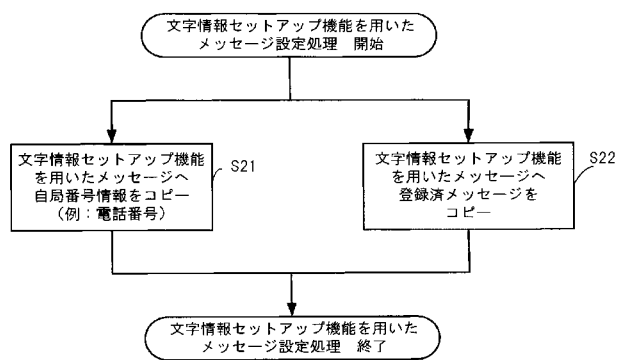 文字情報セットアップ機能を用いた
メッセージ設定処理　開始
文字情報セットアップ機能
を用いたメッセージへ
自局番号情報をコピー
（例：電話番号）
S21
文字情報セットアップ機能
を用いたメッセージへ
登録済メッセージを
コピー
S22
文字情報セットアップ機能を用いた
メッセージ設定処理　終了